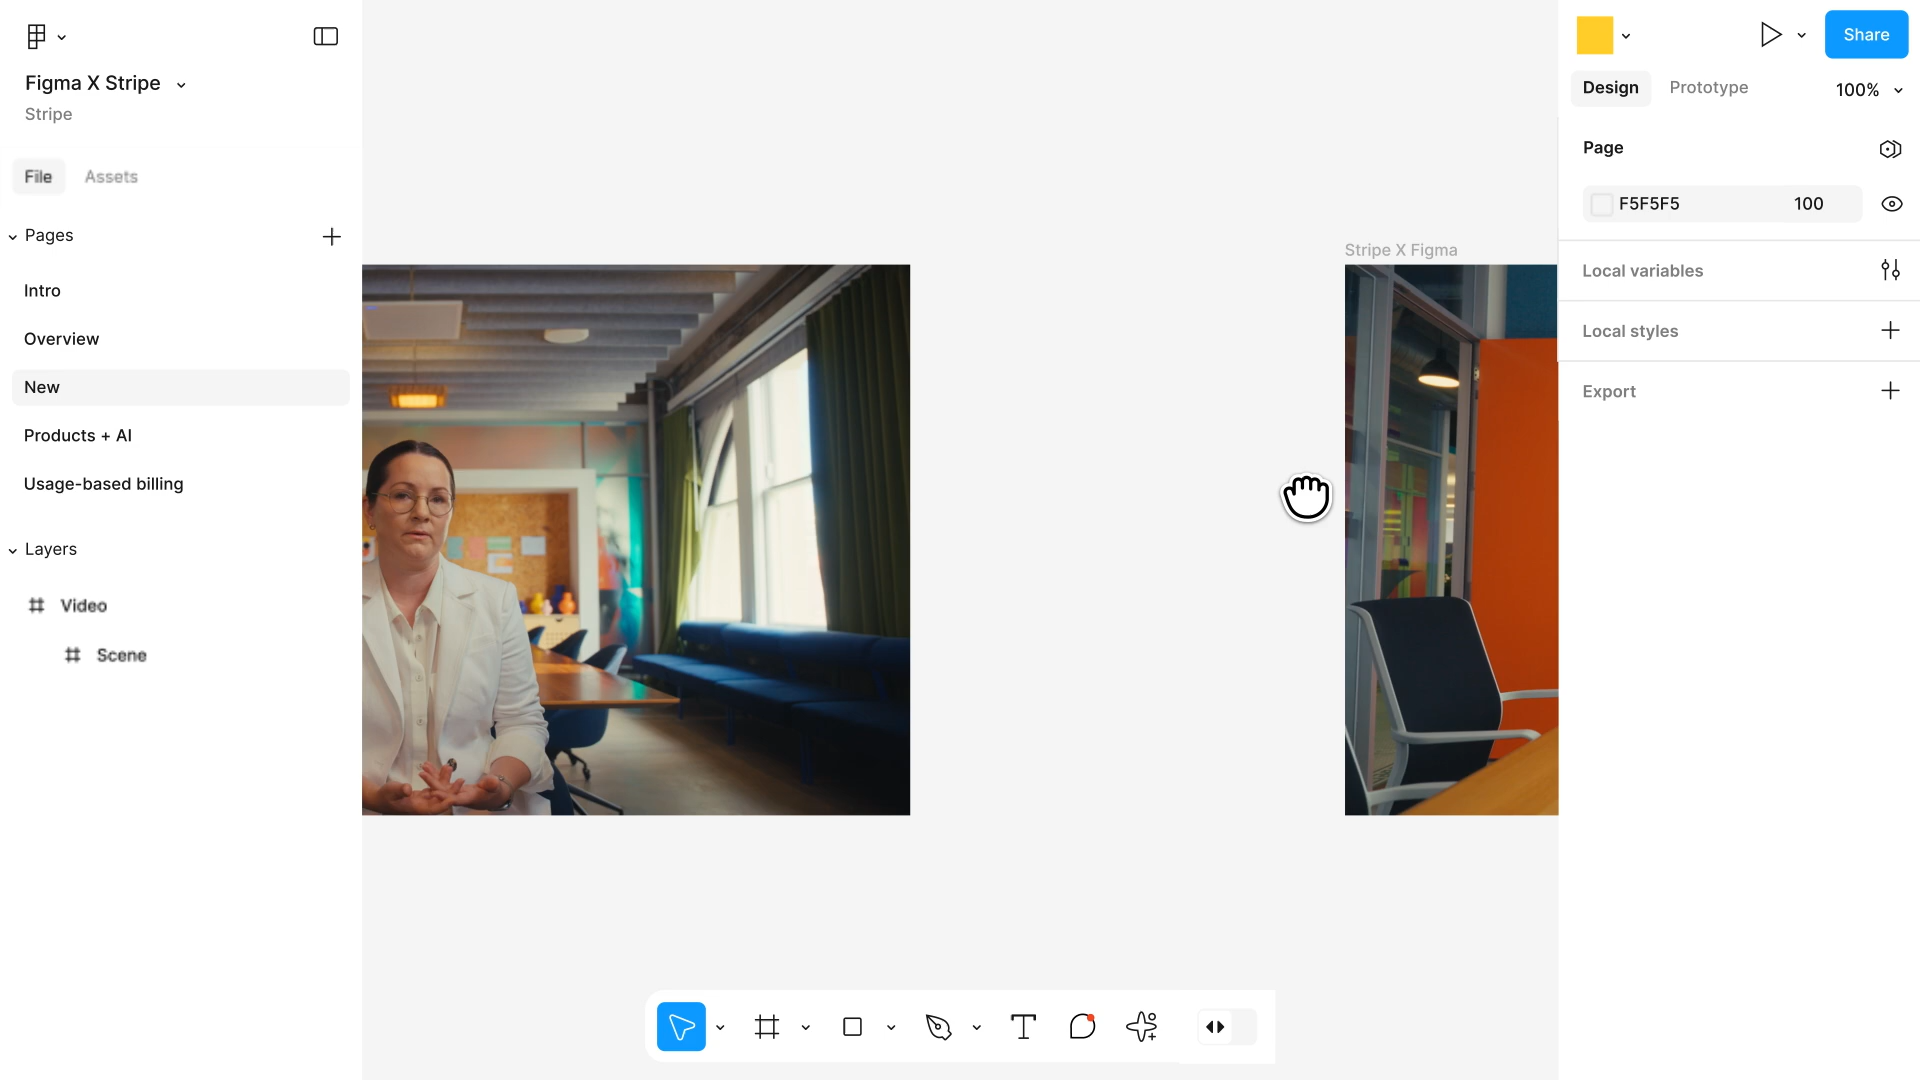 Figma X Stripe
Stripe
File Assets
Pages
Intro
Overview
New
Products + AI
Usage-based billing
Layers
Video
Scene
Stripe X Figma
Share
Design Prototype 100%
Page
F5F5F5 100
Local variables
Local styles
Export